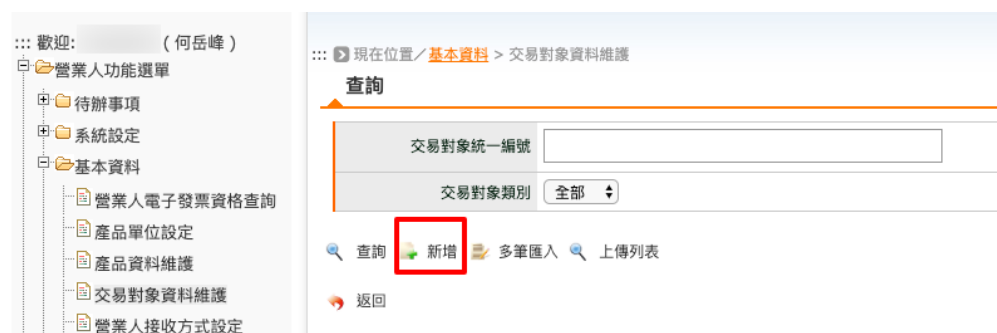 ::: 歡迎: (何岳峰)
營業人功能選單
待辦事項
系統設定
基本資料
營業人電子發票資格查詢
產品單位設定
產品資料維護
交易對象資料維護
營業人接收方式設定
::: 現在位置／基本資料 > 交易對象資料維護
查詢
交易對象統一編號
交易對象類別 全部
查詢 新增 多筆匯入 上傳列表
返回